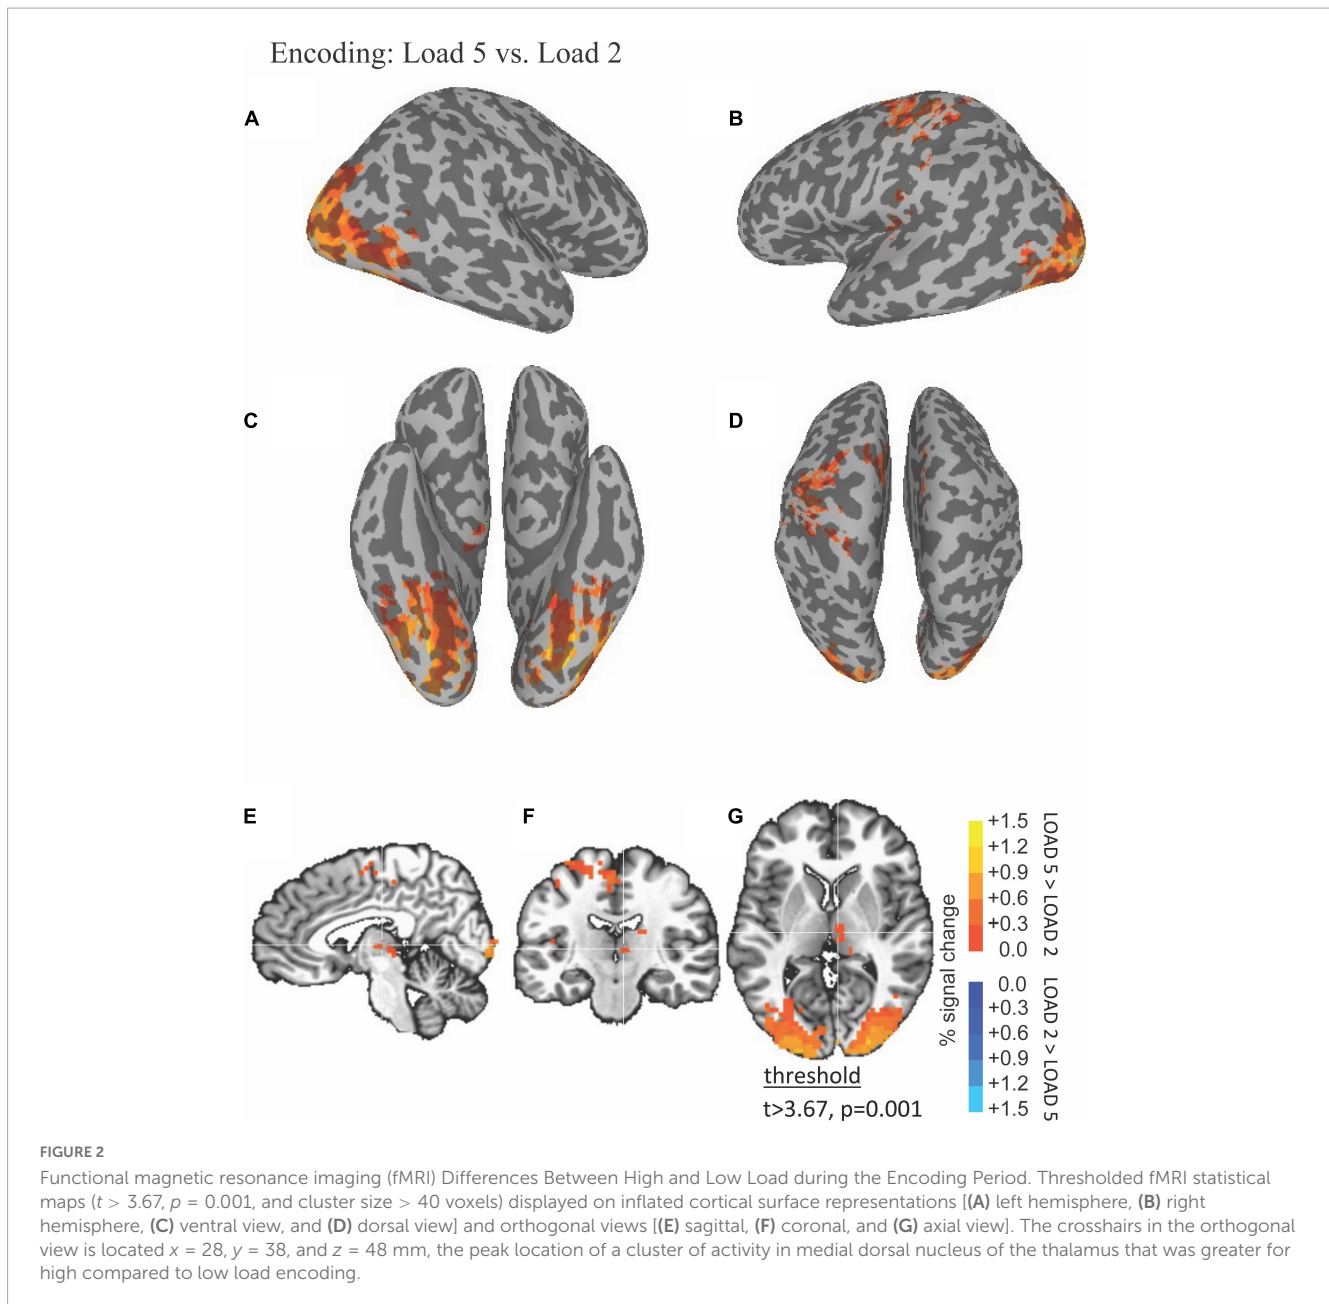 Encoding: Load 5 vs. Load 2
A
B
C
D
E
F
G
% signal change
+1.5
+1.2
+0.9
+0.6
+0.3
0.0
LOAD 5 > LOAD 2
0.0
+0.3
+0.6
+0.9
+1.2
+1.5
LOAD 2 > LOAD 5
threshold
t>3.67, p=0.001
FIGURE 2
Functional magnetic resonance imaging (fMRI) Differences Between High and Low Load during the Encoding Period. Thresholded fMRI statistical
maps (t > 3.67, p = 0.001, and cluster size > 40 voxels) displayed on inflated cortical surface representations [(A) left hemisphere, (B) right
hemisphere, (C) ventral view, and (D) dorsal view] and orthogonal views [(E) sagittal, (F) coronal, and (G) axial view]. The crosshairs in the orthogonal
view is located x = 28, y = 38, and z = 48 mm, the peak location of a cluster of activity in medial dorsal nucleus of the thalamus that was greater for
high compared to low load encoding.